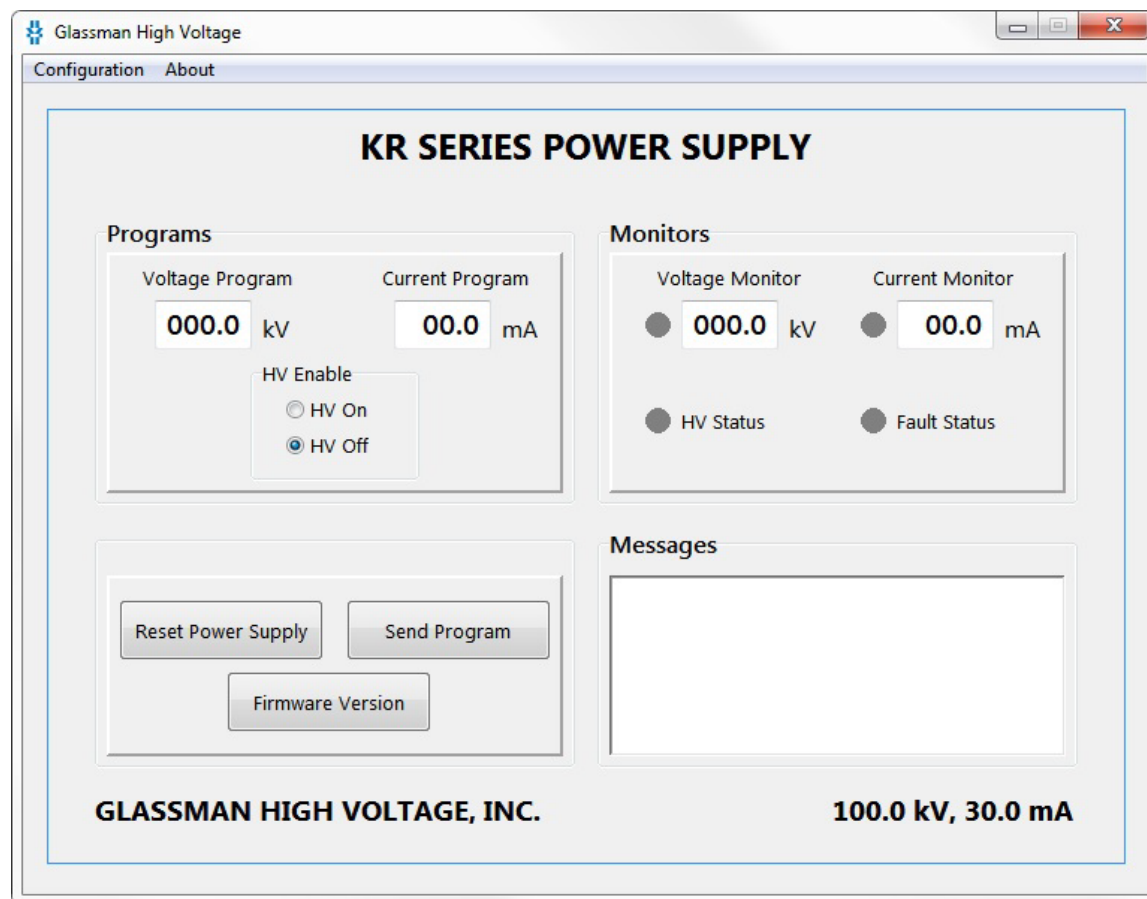 Glassman High Voltage
Configuration About
KR SERIES POWER SUPPLY
Programs
Voltage Program Current Program
000.0 kV 00.0 mA
HV Enable
HV On
HV Off
Monitors
Voltage Monitor Current Monitor
000.0 kV 00.0 mA
HV Status Fault Status
Reset Power Supply Send Program
Firmware Version
Messages
GLASSMAN HIGH VOLTAGE, INC. 100.0 kV, 30.0 mA